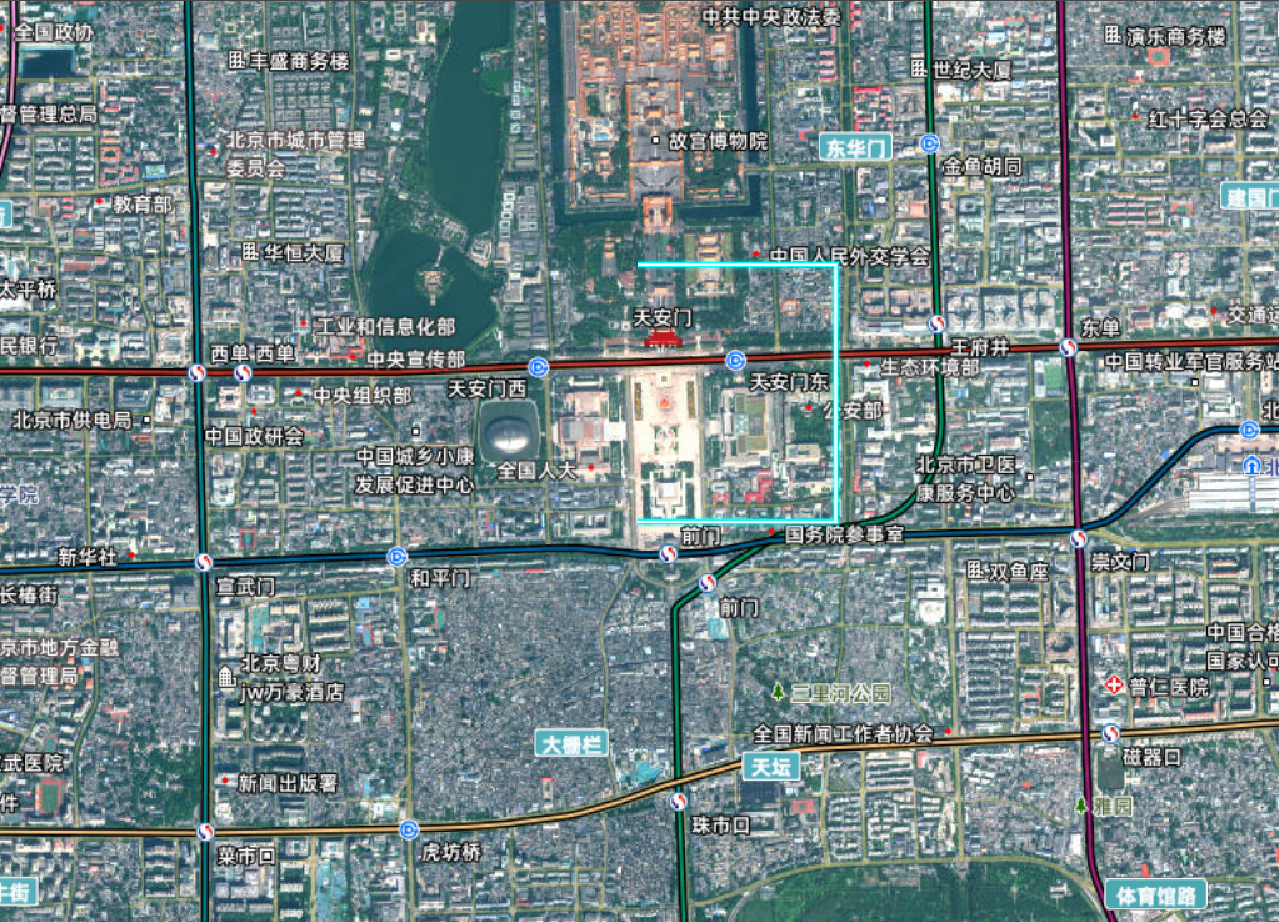 中共中央政法委
全国政协
演乐商务楼
丰盛商务楼
世纪大厦
督管理总局
红十字会总会
北京市城市管理
委员会
故宫博物院
东华门
金鱼胡同
教育部
建国门
华恒大厦
中国人民外交学会
太平桥
天安门
工业和信息化部
交通运
东单
民银行
西单
西单
中央宣传部
王府井
生态环境部
中国转业军官服务站
天安门西
天安门东
中央组织部
公安部
北京市供电局
北
中国政研会
中国城乡小康
发展促进中心
全国人大
北京市卫医
康服务中心
北
学院
前门
国务院参事室
新华社
宣武门
和平门
双鱼座
崇文门
长椿街
前门
京市地方金融
督管理局
中国合格
国家认可
北京粤财
jw万豪酒店
三里河公园
普仁医院
大栅栏
全国新闻工作者协会
武医院
天坛
磁器口
新闻出版署
件
雅园
珠市口
菜市口
虎坊桥
牛街
体育馆路